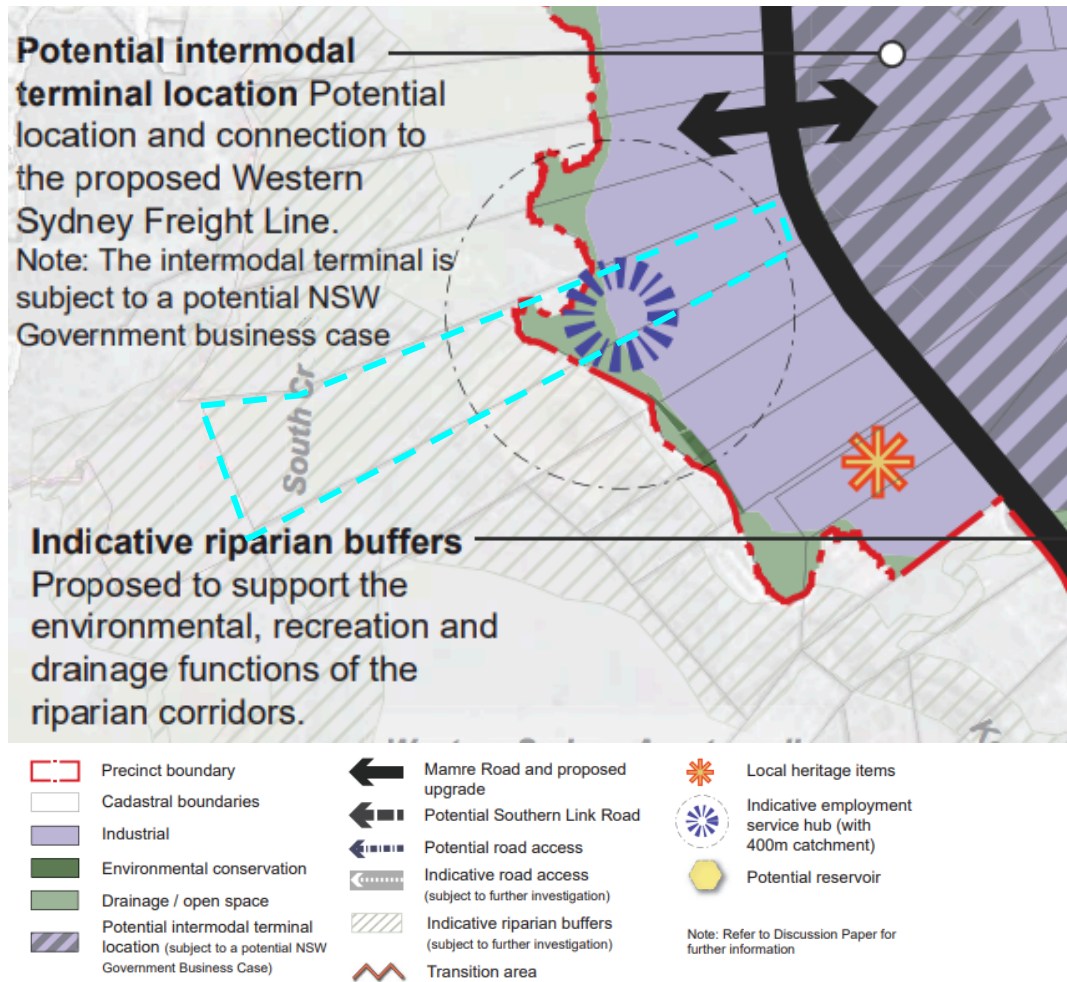 Potential intermodal
terminal location Potential
location and connection to
the proposed Western
Sydney Freight Line.
Note: The intermodal terminal is
subject to a potential NSW
Government business case
South Cr
Indicative riparian buffers
Proposed to support the
environmental, recreation and
drainage functions of the
riparian corridors.
Precinct boundary
Cadastral boundaries
Industrial
Environmental conservation
Drainage / open space
Potential intermodal terminal
location (subject to a potential NSW
Government Business Case)
Mamre Road and proposed
upgrade
Potential Southern Link Road
Potential road access
Indicative road access
(subject to further investigation)
Indicative riparian buffers
(subject to further investigation)
Transition area
Local heritage items
Indicative employment
service hub (with
400m catchment)
Potential reservoir
Note: Refer to Discussion Paper for
further information